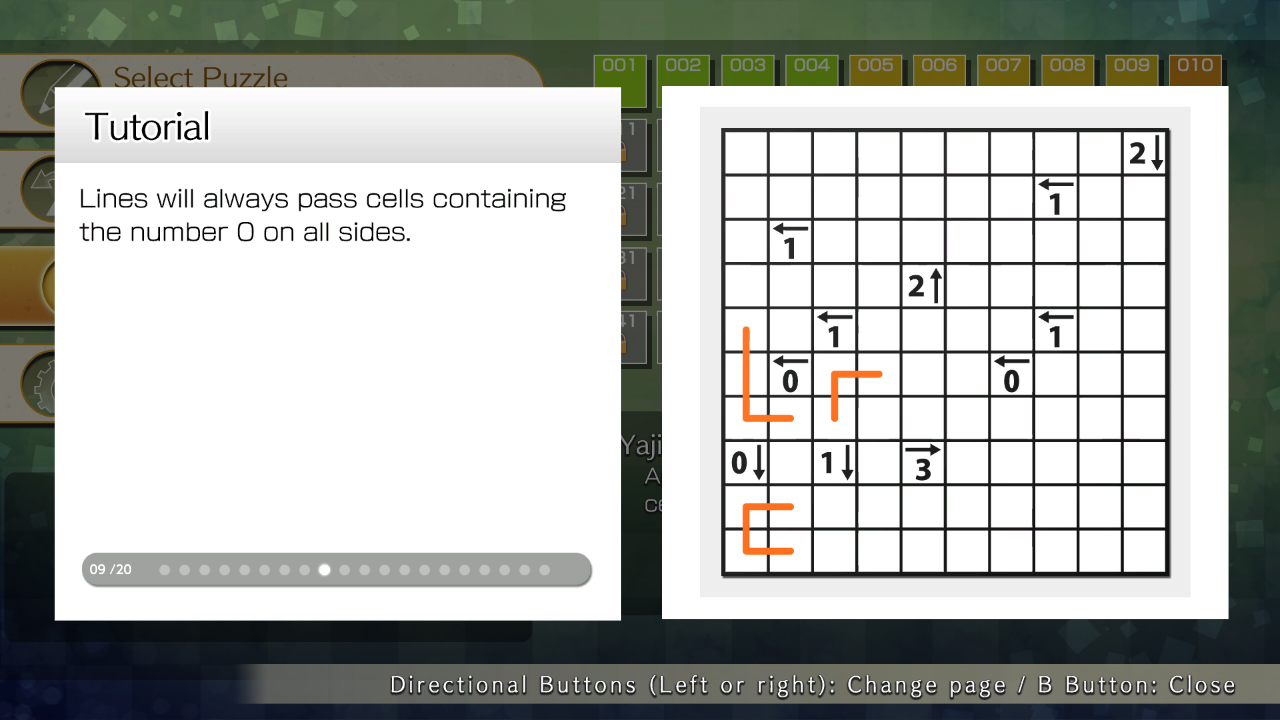 Select Puzzle
001 002 003 004 005 006 007 008 009 010
Tutorial
Lines will always pass cells containing
the number 0 on all sides.
09 /20
2
1
1
2
1 1
0 0
0 1 3
Yaji
A
Directional Buttons (Left or right): Change page / B Button: Close